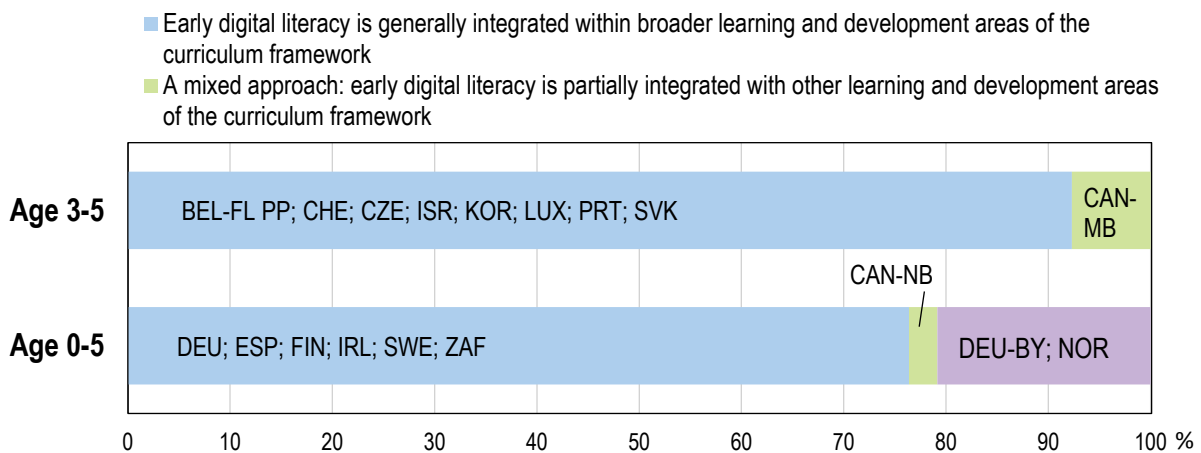 Early digital literacy is generally integrated within broader learning and development areas of the
curriculum framework
A mixed approach: early digital literacy is partially integrated with other learning and development areas
of the curriculum framework
Age 3-5
BEL-FL PP; CHE; CZE; ISR; KOR; LUX; PRT; SVK
CAN-
MB
CAN-NB
Age 0-5
DEU; ESP; FIN; IRL; SWE; ZAF
DEU-BY; NOR
0 10 20 30 40 50 60 70 80 90 100 %